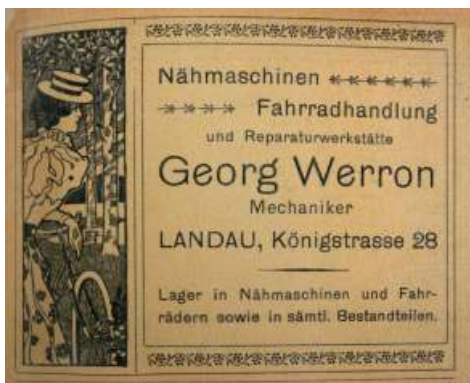 Nähmaschinen
Fahrradhandlung
und Reparaturwerkstätte
Georg Werron
Mechaniker
LANDAU, Königstrasse 28
Lager in Nähmaschinen und Fahr-
rädern sowie in sämtl. Bestandteilen.